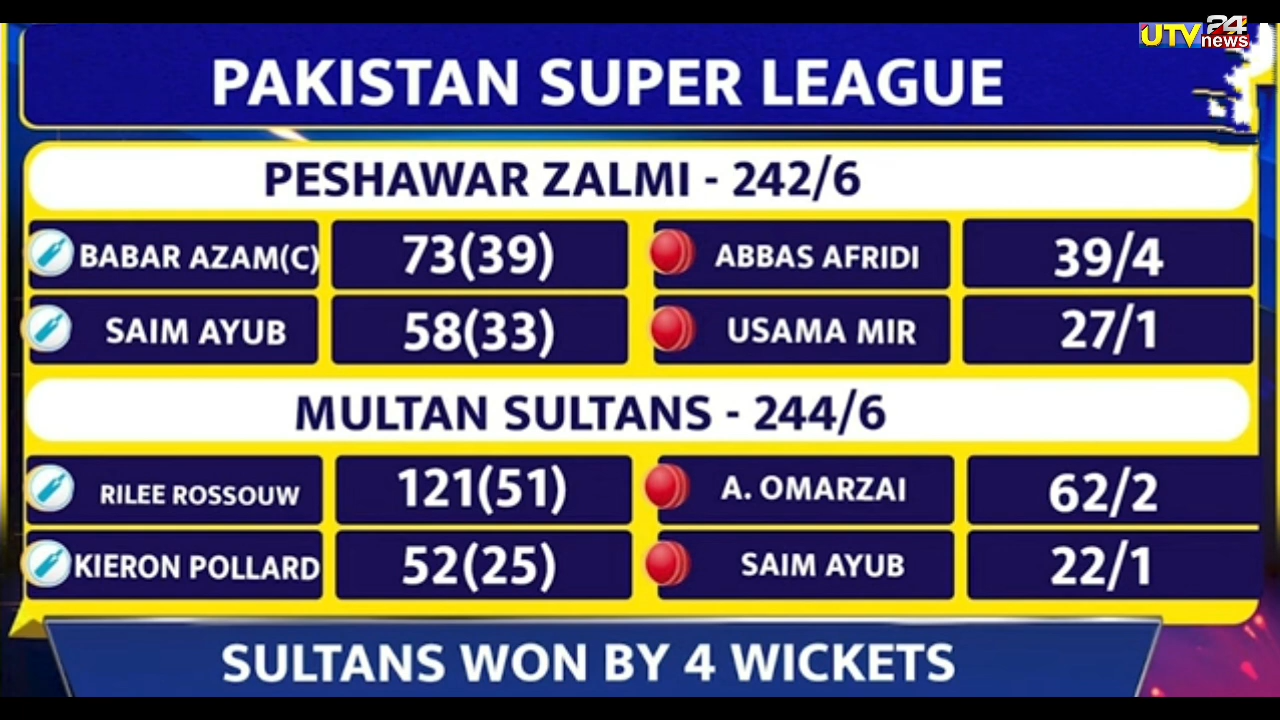 UTV 24 news
PAKISTAN SUPER LEAGUE
PESHAWAR ZALMI - 242/6
BABAR AZAM(C) 73(39) ABBAS AFRIDI 39/4
SAIM AYUB 58(33) USAMA MIR 27/1
MULTAN SULTANS - 244/6
RILEE ROSSOUW 121(51) A. OMARZAI 62/2
KIERON POLLARD 52(25) SAIM AYUB 22/1
SULTANS WON BY 4 WICKETS